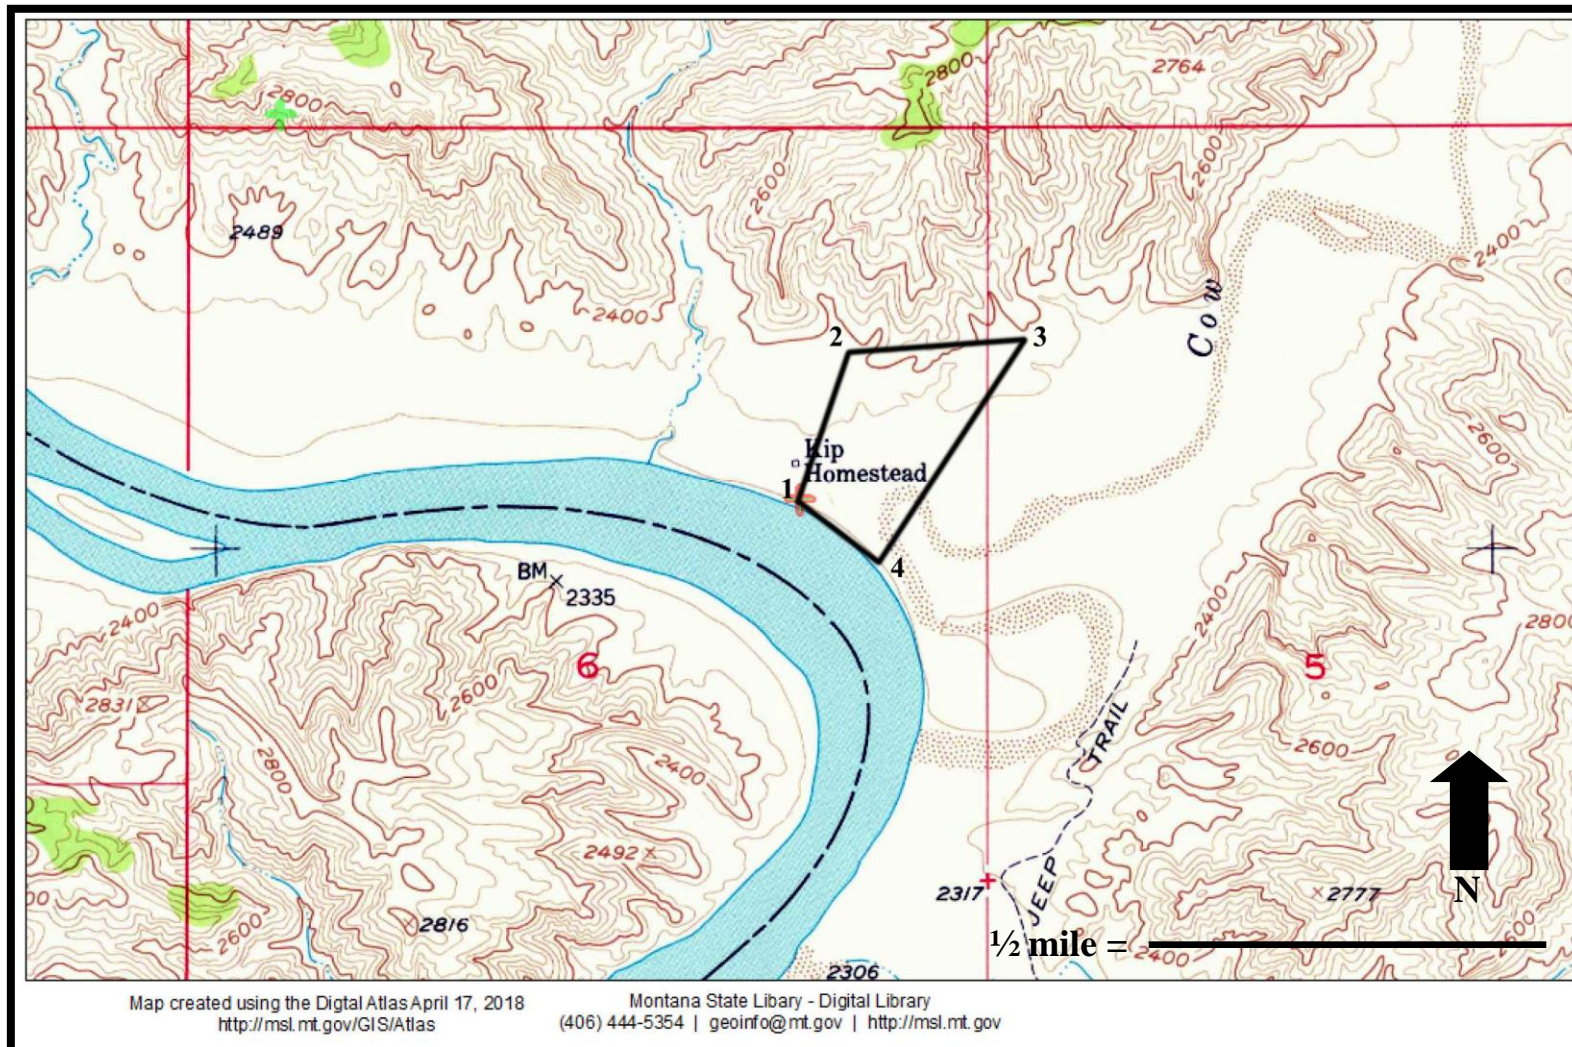 2800
2764
2800
2600
2600
2489
2400
2400
Cow
2 3
2600
Kip
Homestead
1
4
BM
2335
2400
2400
2800
6
5
2831
2600
TRAIL
2600
2800
2400
2492
2317
JEEP
2777
N
2816
2600
½ mile =
2400
2600
2306
Map created using the Digtal Atlas April 17, 2018
http://msl.mt.gov/GIS/Atlas
Montana State Libary - Digital Library
(406) 444-5354 | geoinfo@mt.gov | http://msl.mt.gov